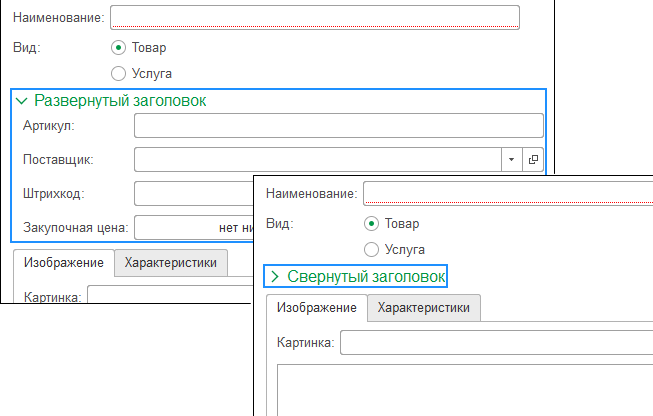 Наименование:
Вид:
Товар
Услуга
Развернутый заголовок
Артикул:
Поставщик:
Штрихкод:
Закупочная цена:
нет
Изображение
Характеристики
Картинка:
Наименование:
Вид:
Товар
Услуга
Свернутый заголовок
Изображение
Характеристики
Картинка: